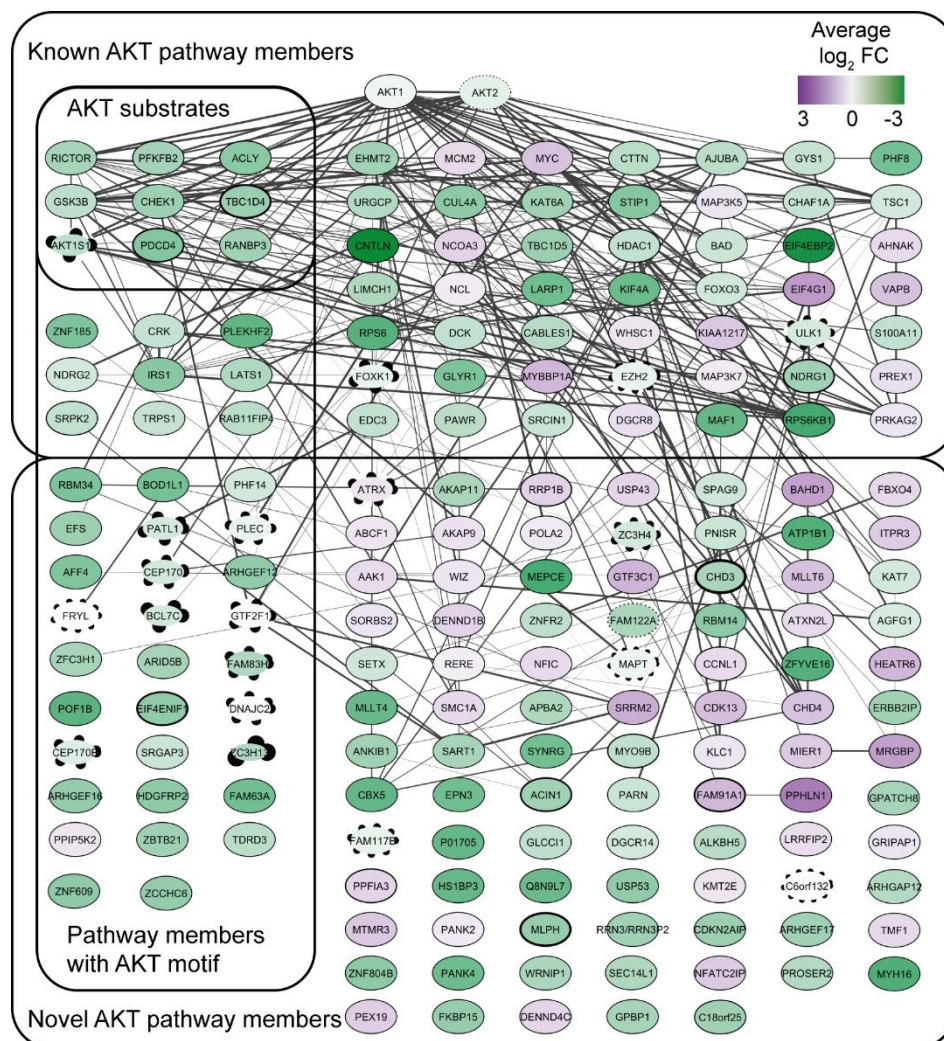 Known AKT pathway members
Average
log2 FC
3 0 -3
AKT substrates
AKT1 AKT2
RICTOR PFKFB2 ACLY EHMT2 MCM2 MYC CTTN AJUBA GYS1 PHF8
GSK3B CHEK1 TBC1D4 URGCP CUL4A KAT6A STIP1 MAP3K5 CHAF1A TSC1
AKT1S1 PDCD4 RANBP3 CNTLN NCOA3 TBC1D5 HDAC1 BAD EIF4EBP2 AHNAK
LIMCH1 NCL LARP1 KIF4A FOXO3 EIF4G1 VAPB
ZNF185 CRK PLEKHF2 RPS6 DCK CABLES1 WHSC1 KIAA1217 ULK1 S100A11
NDRG2 IRS1 LATS1 FOXK1 GLYR1 MYBBP1A EZH2 MAP3K7 NDRG1 PREX1
SRPK2 TRPS1 RAB11FIP4 EDC3 PAWR SRCIN1 DGCR8 MAF1 RPS6KB1 PRKAG2
RBM34 BOD1L1 PHF14 ATRX AKAP11 RRP1B USP43 SPAG9 BAHD1 FBXO4
EFS PATL1 PLEC ABCF1 AKAP9 POLA2 ZC3H4 PNISR ATP1B1 ITPR3
AFF4 CEP170 ARHGEF12 AAK1 WIZ MEPCE GTF3C1 CHD3 MLLT6 KAT7
FRYL BCL7C GTF2F1 SORBS2 DENND1B ZNFR2 FAM122A RBM14 ATXN2L AGFG1
ZFC3H1 ARID5B FAM83H SETX RERE NFIC MAPT CCNL1 ZFYVE16 HEATR6
POF1B EIF4ENIF1 DNAJC2 MLLT4 SMC1A APBA2 SRRM2 CDK13 CHD4 ERBB2IP
CEP170B SRGAP3 ZC3H13 ANKIB1 SART1 SYNRG MYO9B KLC1 MIER1 MRGBP
ARHGEF16 HDGFRP2 FAM63A CBX5 EPN3 ACIN1 PARN FAM91A1 PPHLN1 GPATCH8
PPIP5K2 ZBTB21 TDRD3 FAM117B P01705 GLCCI1 DGCR14 ALKBH5 LRRFIP2 GRIPAP1
ZNF609 ZCCHC6 PPFIA3 HS1BP3 Q8N9L7 USP53 KMT2E C6orf132 ARHGAP12
Pathway members
with AKT motif
MTMR3 PANK2 MLPH RRN3/RRN3P2 CDKN2AIP ARHGEF17 TMF1
ZNF804B PANK4 WRNIP1 SEC14L1 NFATC2IP PROSER2 MYH16
Novel AKT pathway members
PEX19 FKBP15 DENND4C GPBP1 C18orf25